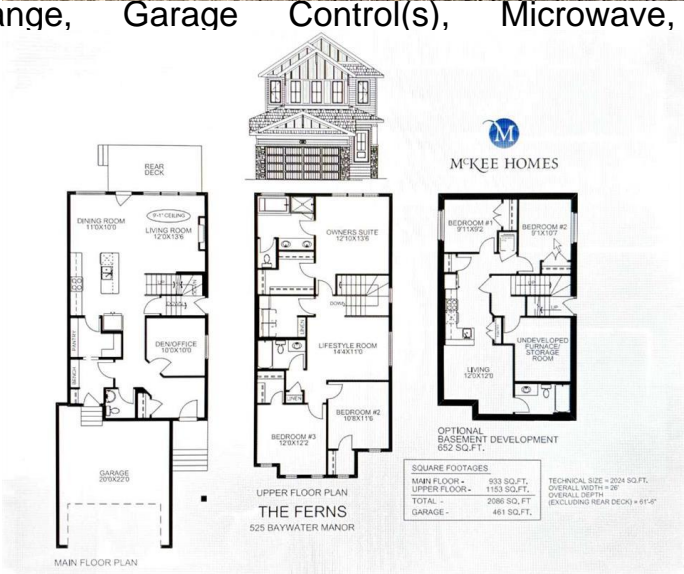 ange, Garage Control(s), Microwave,
M
McKEE HOMES
REAR
DECK
DINING ROOM
11'0X10'0
9'-1" CEILING
LIVING ROOM
12'0X13'6
PANTRY
BENCH
DEN/OFFICE
10'0X10'0
GARAGE
20'0X22'0
MAIN FLOOR PLAN
OWNERS SUITE
12'10X13'6
DOWN
LINEN
LIFESTYLE ROOM
14'4X11'0
LINEN
BEDROOM #2
10'8X11'6
BEDROOM #3
12'0X12'2
UPPER FLOOR PLAN
THE FERNS
525 BAYWATER MANOR
BEDROOM #1
9'11X9'2
BEDROOM #2
9'1X10'7
UP
UNDEVELOPED
FURNACE/
STORAGE
ROOM
LIVING
12'0X12'0
OPTIONAL
BASEMENT DEVELOPMENT
652 SQ.FT.
SQUARE FOOTAGES
MAIN FLOOR - 933 SQ.FT.
UPPER FLOOR - 1153 SQ.FT.
TOTAL - 2086 SQ. FT
GARAGE - 461 SQ.FT.
TECHNICAL SIZE = 2024 SQ.FT.
OVERALL WIDTH = 26'
OVERALL DEPTH
(EXCLUDING REAR DECK) = 61'-6"